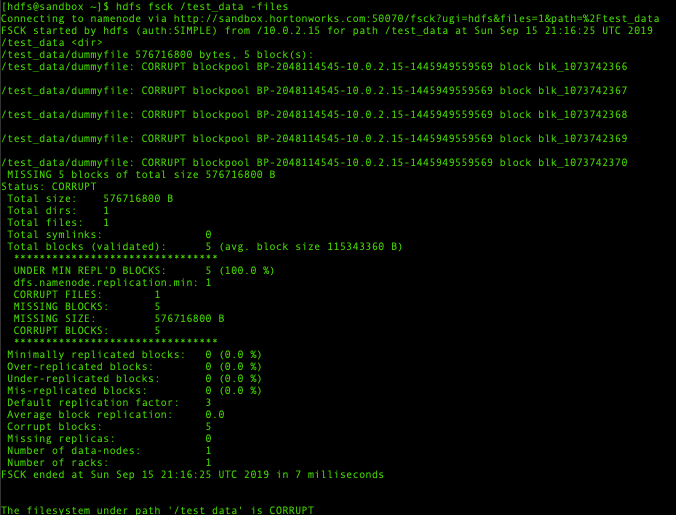 [hdfs@sandbox ~]$ hdfs fsck /test_data -files
Connecting to namenode via http://sandbox.hortonworks.com:50070/fsck?ugi=hdfs&files=1&path=%2Ftest_data
FSCK started by hdfs (auth:SIMPLE) from /10.0.2.15 for path /test_data at Sun Sep 15 21:16:25 UTC 2019
/test_data <dir>
/test_data/dummyfile 576716800 bytes, 5 block(s):
/test_data/dummyfile: CORRUPT blockpool BP-2048114545-10.0.2.15-1445949559569 block blk_1073742366
/test_data/dummyfile: CORRUPT blockpool BP-2048114545-10.0.2.15-1445949559569 block blk_1073742367
/test_data/dummyfile: CORRUPT blockpool BP-2048114545-10.0.2.15-1445949559569 block blk_1073742368
/test_data/dummyfile: CORRUPT blockpool BP-2048114545-10.0.2.15-1445949559569 block blk_1073742369
/test_data/dummyfile: CORRUPT blockpool BP-2048114545-10.0.2.15-1445949559569 block blk_1073742370
MISSING 5 blocks of total size 576716800 B
Status: CORRUPT
Total size: 576716800 B
Total dirs: 1
Total files: 1
Total symlinks: 0
Total blocks (validated): 5 (avg. block size 115343360 B)
********************************
UNDER MIN REPL'D BLOCKS: 5 (100.0 %)
dfs.namenode.replication.min: 1
CORRUPT FILES: 1
MISSING BLOCKS: 5
MISSING SIZE: 576716800 B
CORRUPT BLOCKS: 5
********************************
Minimally replicated blocks: 0 (0.0 %)
Over-replicated blocks: 0 (0.0 %)
Under-replicated blocks: 0 (0.0 %)
Mis-replicated blocks: 0 (0.0 %)
Default replication factor: 3
Average block replication: 0.0
Corrupt blocks: 5
Missing replicas: 0
Number of data-nodes: 1
Number of racks: 1
FSCK ended at Sun Sep 15 21:16:25 UTC 2019 in 7 milliseconds
The filesystem under path '/test_data' is CORRUPT